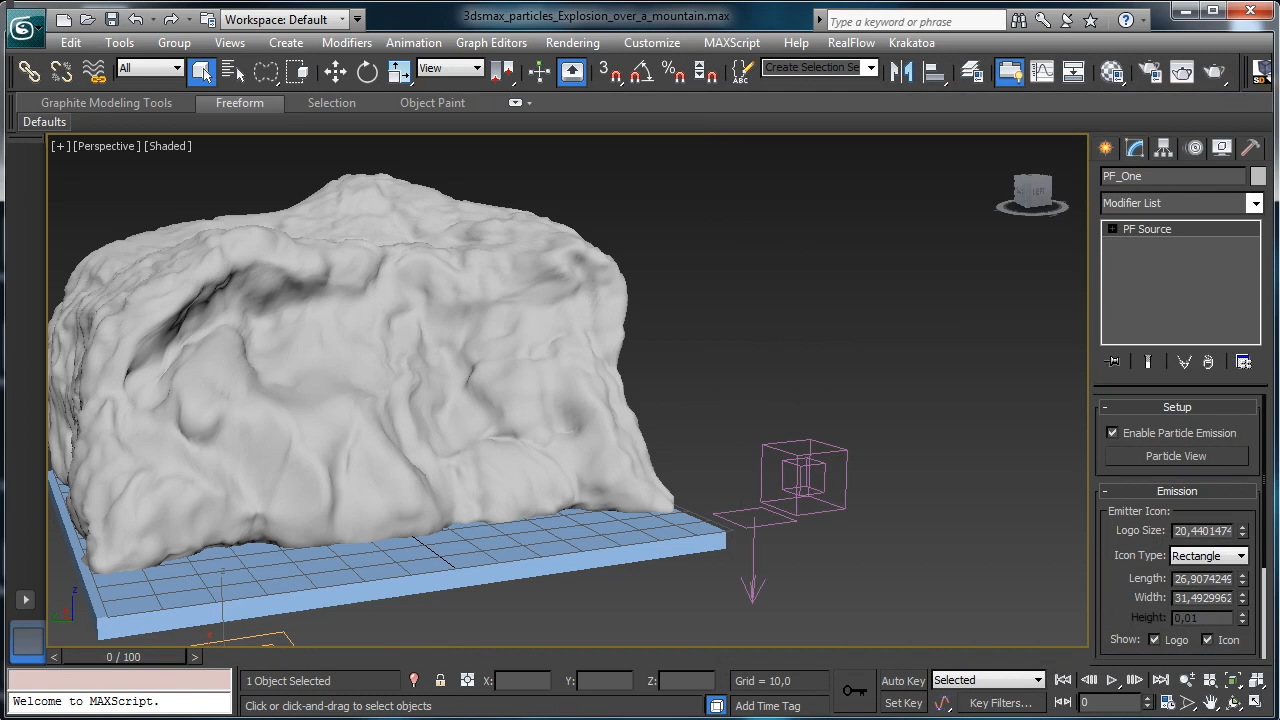 Workspace: Default
3dsmax_particles_Explosion_over_a_mountain.max
Type a keyword or phrase
Edit Tools Group Views Create Modifiers Animation Graph Editors Rendering Customize MAXScript Help RealFlow Krakatoa
All
View
3
ABC
Create Selection Se
Graphite Modeling Tools Freeform Selection Object Paint
Defaults
[+] [Perspective] [Shaded]
LEFT
PF_One
Modifier List
PF Source
Setup
Enable Particle Emission
Particle View
Emission
Emitter Icon:
Logo Size: 20,4401474
Icon Type: Rectangle
Length: 26,9074249
Width: 31,4929962
Height: 0,01
Show: Logo Icon
z
x
z
0 / 100
Welcome to MAXScript.
1 Object Selected
X: Y: Z:
Grid = 10,0
Auto Key Selected
Click or click-and-drag to select objects
Add Time Tag
Set Key Key Filters...
0